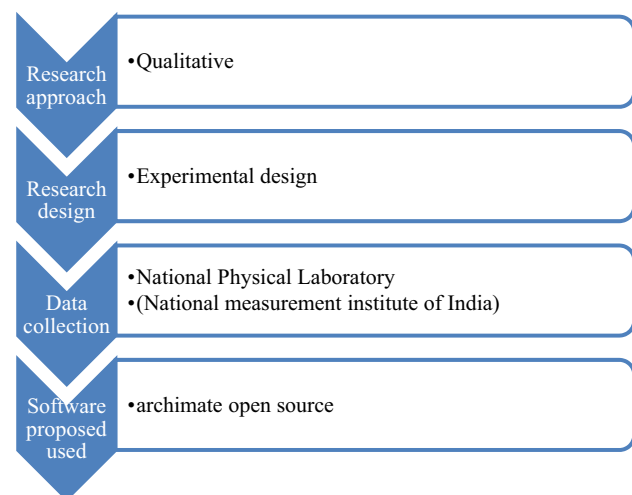 Research
approach
•Qualitative
Research
design
•Experimental design
Data
collection
•National Physical Laboratory
•(National measurement institute of India)
Software
proposed
used
•archimate open source